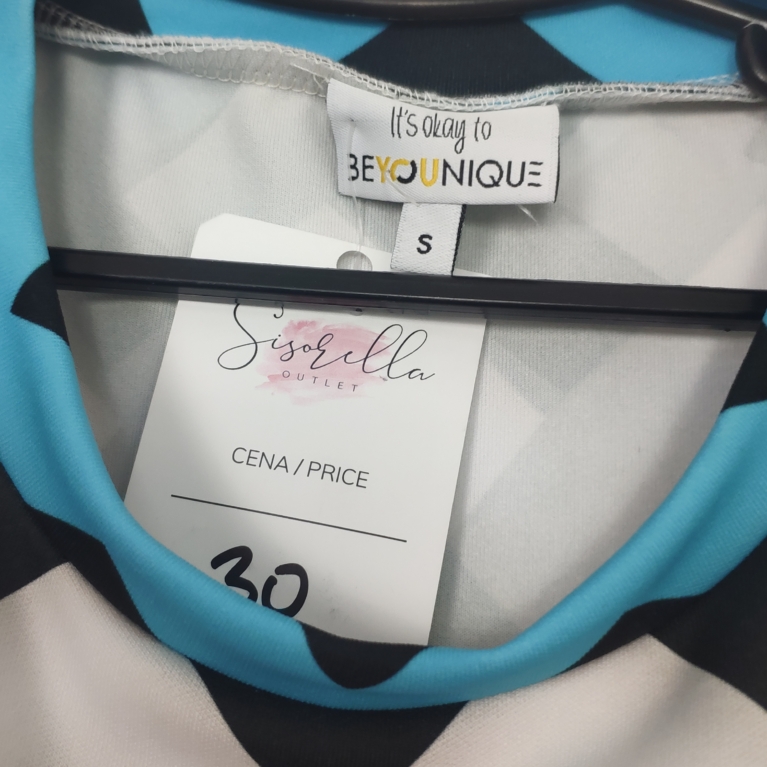 It's okay to
BEYOUNIQUE
S
Sisorella
OUTLET
CENA / PRICE
30